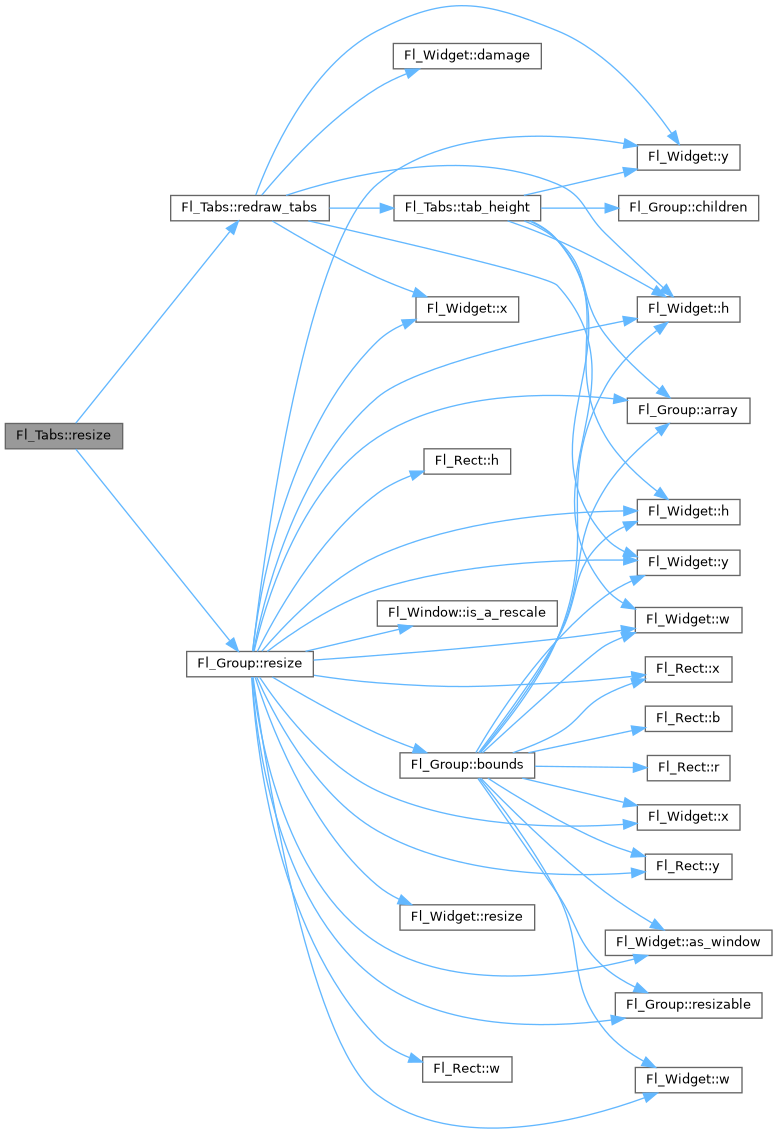 Fl_Widget::damage
Fl_Widget::y
Fl_Tabs::redraw_tabs
Fl_Tabs::tab_height
Fl_Group::children
Fl_Widget::x
Fl_Widget::h
Fl_Group::array
Fl_Tabs::resize
Fl_Rect::h
Fl_Widget::h
Fl_Widget::y
Fl_Window::is_a_rescale
Fl_Widget::w
Fl_Group::resize
Fl_Rect::x
Fl_Rect::b
Fl_Group::bounds
Fl_Rect::r
Fl_Widget::x
Fl_Rect::y
Fl_Widget::resize
Fl_Widget::as_window
Fl_Group::resizable
Fl_Rect::w
Fl_Widget::w